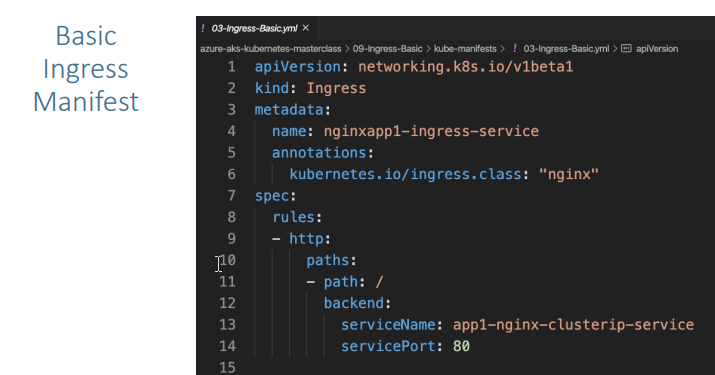 Basic
Ingress
Manifest
! 03-Ingress-Basic.yml ×
azure-aks-kubernetes-masterclass > 09-Ingress-Basic > kube-manifests > ! 03-Ingress-Basic.yml > apiVersion
1 apiVersion: networking.k8s.io/v1beta1
2 kind: Ingress
3 metadata:
4   name: nginxapp1-ingress-service
5   annotations:
6     kubernetes.io/ingress.class: "nginx"
7 spec:
8   rules:
9   - http:
10       paths:
11       - path: /
12         backend:
13           serviceName: app1-nginx-clusterip-service
14           servicePort: 80
15